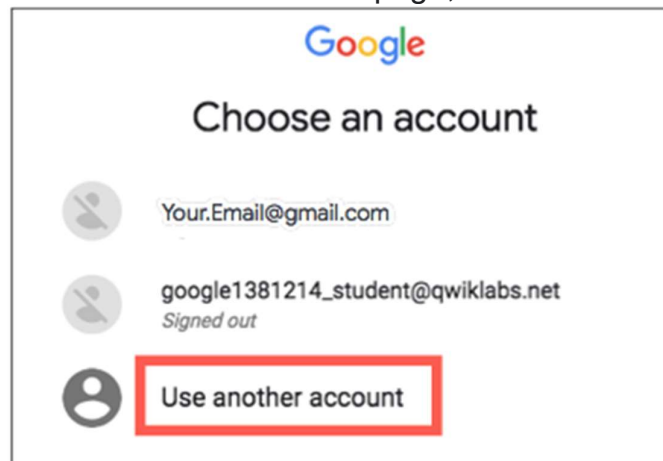 Google
Choose an account
Your.Email@gmail.com
google1381214_student@qwiklabs.net
Signed out
Use another account